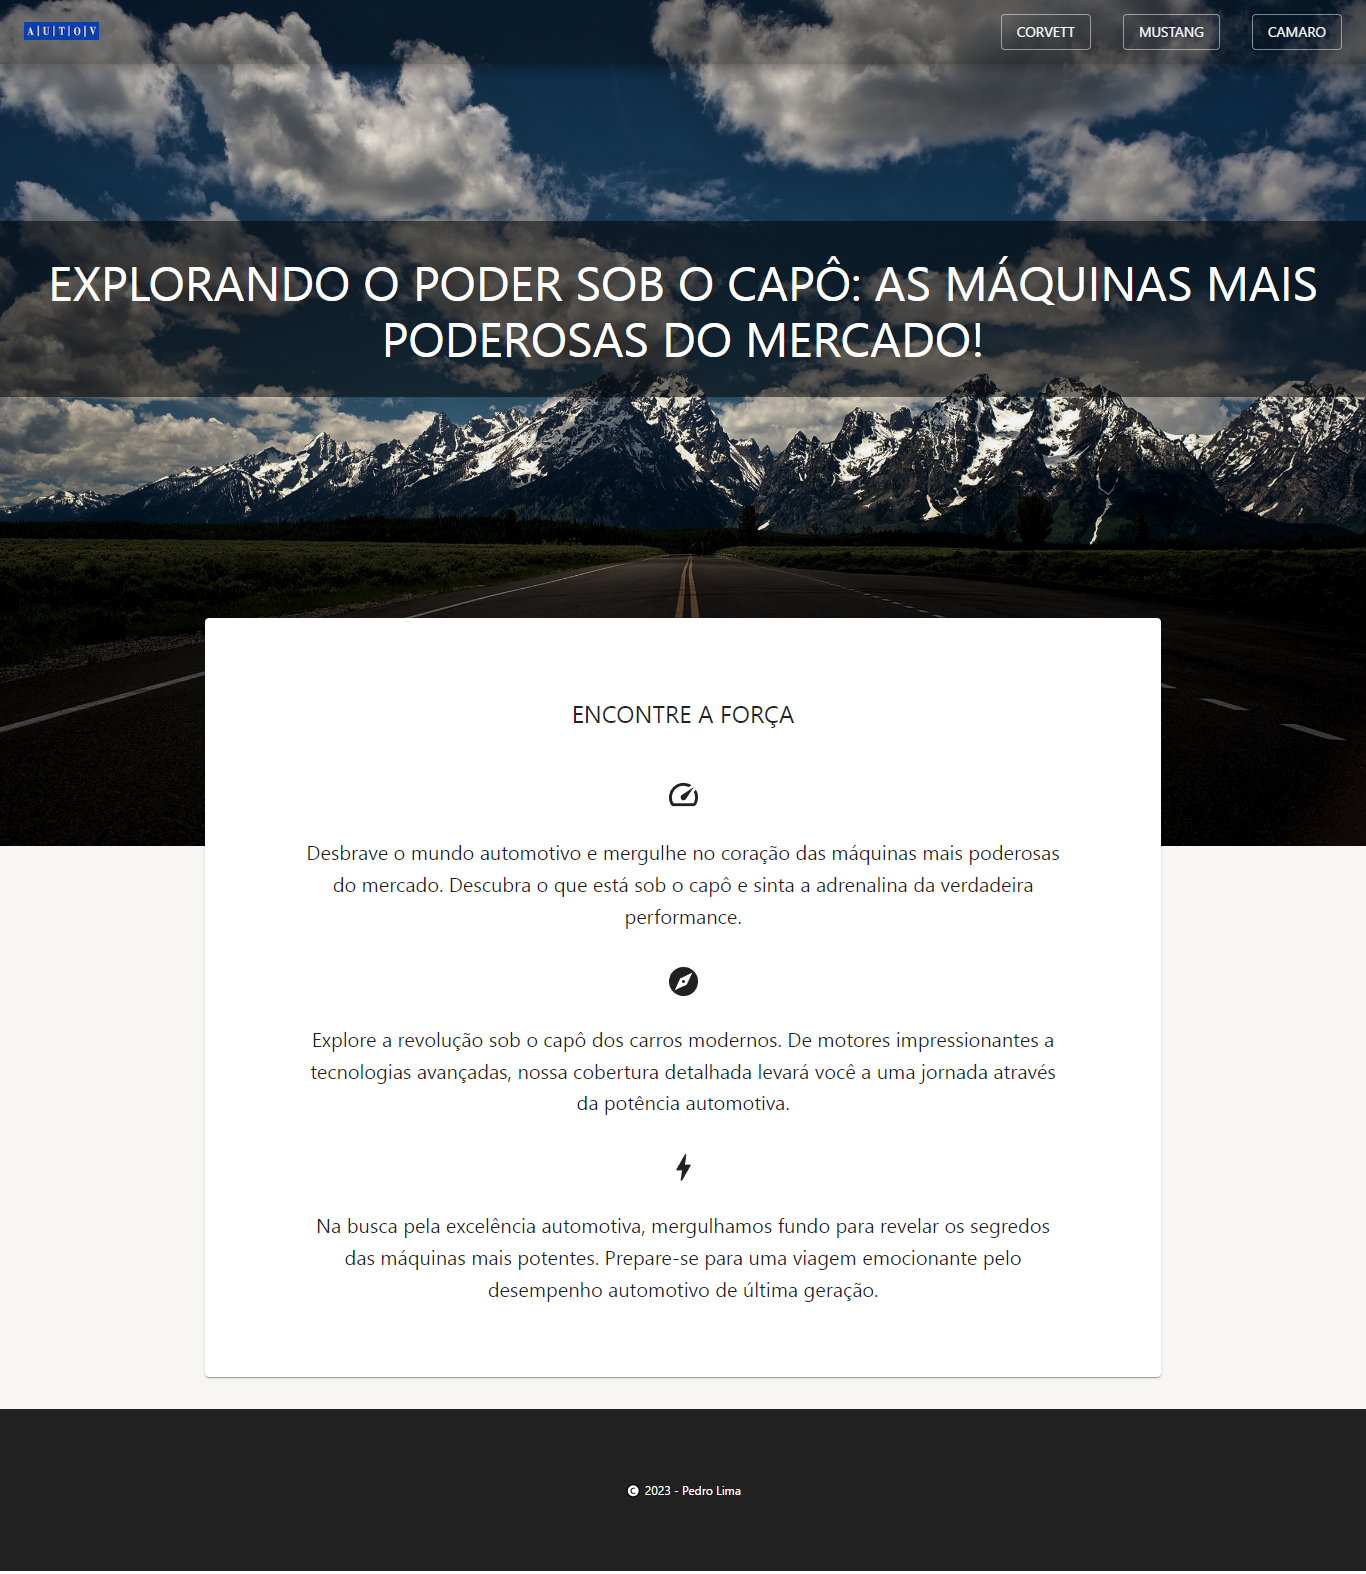 A|U|T|O|V
CORVETT
MUSTANG
CAMARO
EXPLORANDO O PODER SOB O CAPÔ: AS MÁQUINAS MAIS
PODEROSAS DO MERCADO!
ENCONTRE A FORÇA
Desbrave o mundo automotivo e mergulhe no coração das máquinas mais poderosas
do mercado. Descubra o que está sob o capô e sinta a adrenalina da verdadeira
performance.
Explore a revolução sob o capô dos carros modernos. De motores impressionantes a
tecnologias avançadas, nossa cobertura detalhada levará você a uma jornada através
da potência automotiva.
Na busca pela excelência automotiva, mergulhamos fundo para revelar os segredos
das máquinas mais potentes. Prepare-se para uma viagem emocionante pelo
desempenho automotivo de última geração.
© 2023 - Pedro Lima